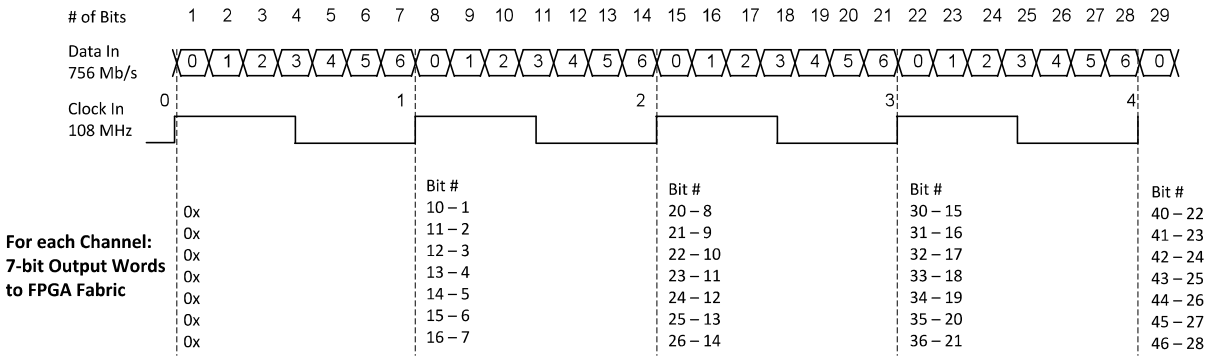 # of Bits 1 2 3 4 5 6 7 8 9 10 11 12 13 14 15 16 17 18 19 20 21 22 23 24 25 26 27 28 29
Data In
756 Mb/s
0 1 2 3 4 5 6 0 1 2 3 4 5 6 0 1 2 3 4 5 6 0 1 2 3 4 5 6 0
0 1 2 3 4
Clock In
108 MHz
For each Channel:
7-bit Output Words
to FPGA Fabric
0x
0x
0x
0x
0x
0x
0x
Bit #
10 – 1
11 – 2
12 – 3
13 – 4
14 – 5
15 – 6
16 – 7
Bit #
20 – 8
21 – 9
22 – 10
23 – 11
24 – 12
25 – 13
26 – 14
Bit #
30 – 15
31 – 16
32 – 17
33 – 18
34 – 19
35 – 20
36 – 21
Bit #
40 – 22
41 – 23
42 – 24
43 – 25
44 – 26
45 – 27
46 – 28